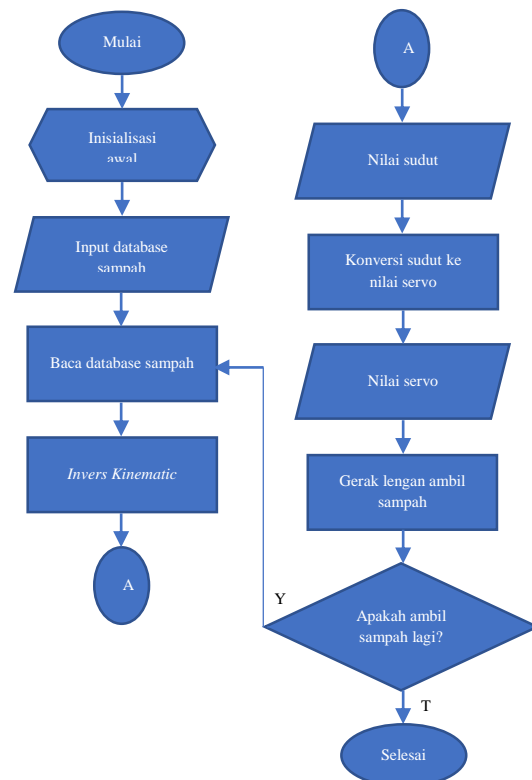 Mulai
Inisialisasi
awal
Input database
sampah
Baca database sampah
Invers Kinematic
A
A
Nilai sudut
Konversi sudut ke
nilai servo
Nilai servo
Gerak lengan ambil
sampah
Y
Apakah ambil
sampah lagi?
T
Selesai